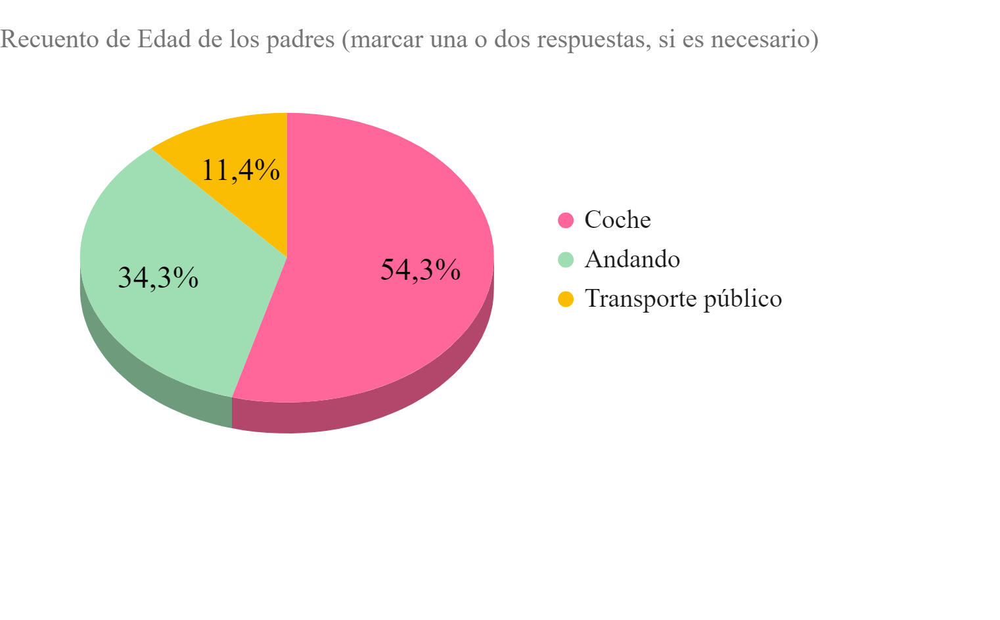 Recuento de Edad de los padres (marcar una o dos respuestas, si es necesario)
11,4%
34,3%
54,3%
Coche
Andando
Transporte público